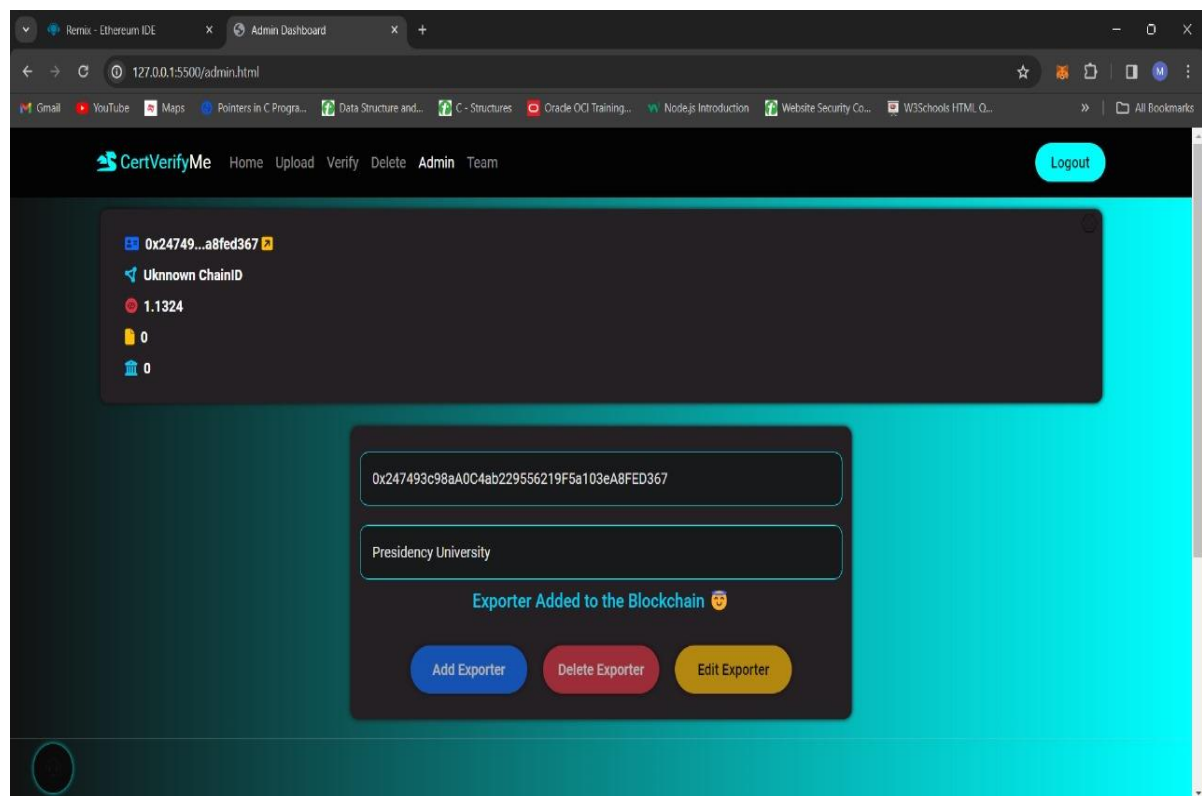 Remix - Ethereum IDE
Admin Dashboard
127.0.0.1:5500/admin.html
M
Gmail YouTube Maps Pointers in C Progra... Data Structure and... C - Structures Oracle OCI Training... Node.js Introduction Website Security Co... W3Schools HTML Q... » All Bookmarks
CertVerifyMe Home Upload Verify Delete Admin Team Logout
0x24749...a8fed367
Uknnown ChainID
1.1324
0
0
0x247493c98aA0C4ab229556219F5a103eA8FED367
Presidency University
Exporter Added to the Blockchain 😇
Add Exporter Delete Exporter Edit Exporter